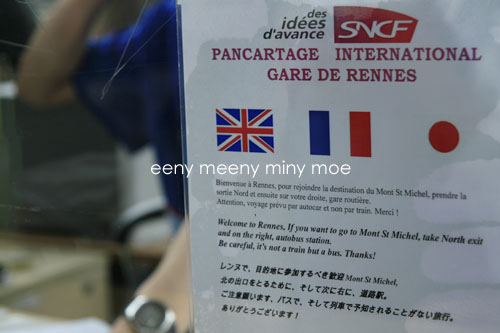 des
idées
d'avance
SNCF
PANCARTAGE INTERNATIONAL
GARE DE RENNES
eeny meeny miny moe
Bienvenue à Rennes, pour rejoindre la destination du Mont St Michel, prendre la
sortie Nord et ensuite sur votre droite, gare routière.
Attention, voyage prévu par autocar et non par train. Merci !
Welcome to Rennes, If you want to go to Mont St Michel, take North exit
and on the right, autobus station.
Be careful, it's not a train but a bus. Thanks!
レンヌで、目的地に参加するべき歓迎 Mont St Michel,
北の出口をとるために、そして次に右に、道路駅。
ご注意願います、バスで、そして列車で予知されることがない旅行。
ありがとうございます!